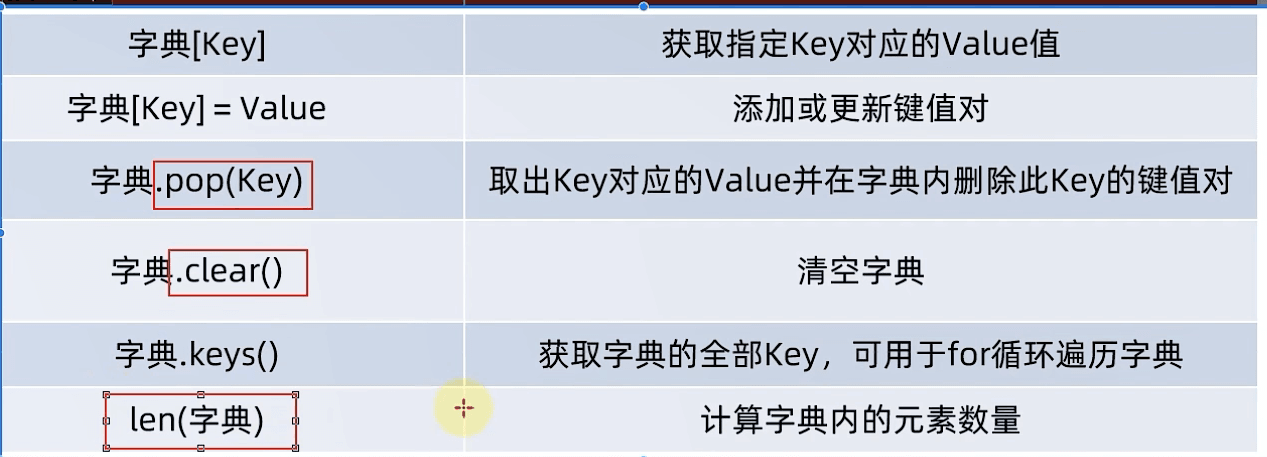 字典[Key]
获取指定Key对应的Value值
字典[Key] = Value
添加或更新键值对
字典.pop(Key)
取出Key对应的Value并在字典内删除此Key的键值对
字典.clear()
清空字典
字典.keys()
获取字典的全部Key，可用于for循环遍历字典
len(字典)
计算字典内的元素数量